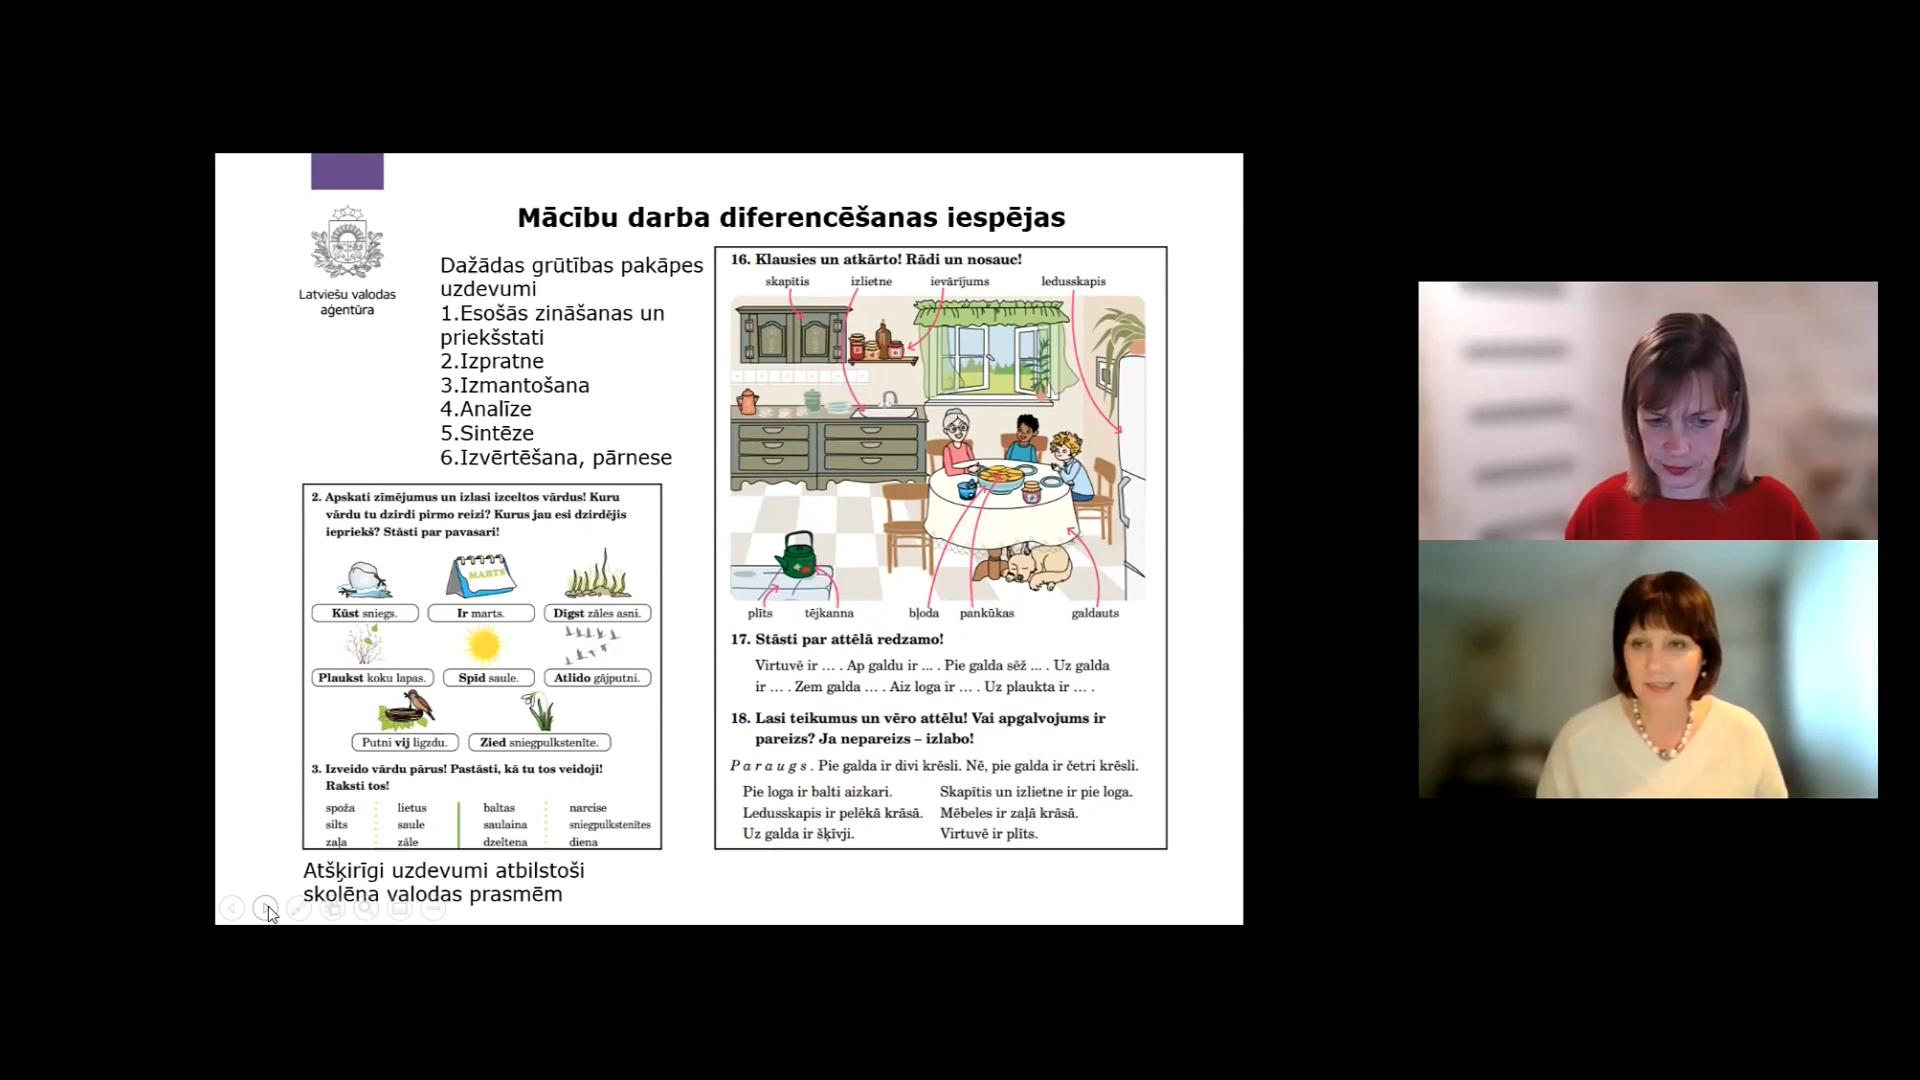 Mācību darba diferencēšanas iespējas
Latviešu valodas
aģentūra
Dažādas grūtības pakāpes
uzdevumi
1.Esošās zināšanas un
priekšstati
2.Izpratne
3.Izmantošana
4.Analīze
5.Sintēze
6.Izvērtēšana, pārnese
2. Apskati zīmējumus un izlasi izceltos vārdus! Kuru
vārdu tu dzirdi pirmo reizi? Kurus jau esi dzirdējis
iepriekš? Stāsti par pavasari!
MARTS
Kūst sniegs.
Ir marts.
Dīgst zāles asni.
Plaukst koku lapas.
Spīd saule.
Atlido gājputni.
Putni vij ligzdu.
Zied sniegpulkstenīte.
3. Izveido vārdu pārus! Pastāsti, kā tu tos veidoji!
Raksti tos!
spoža lietus baltas narcise
silts saule saulaina sniegpulkstenītes
zaļa zāle dzeltena diena
Atšķirīgi uzdevumi atbilstoši
skolēna valodas prasmēm
16. Klausies un atkārto! Rādi un nosauc!
skapītis izlietne ievārījums ledusskapis
plīts tējkanna bļoda pankūkas galdauts
17. Stāsti par attēlā redzamo!
Virtuvē ir ... . Ap galdu ir ... . Pie galda sēž ... . Uz galda
ir ... . Zem galda ... . Aiz loga ir ... . Uz plaukta ir ... .
18. Lasi teikumus un vēro attēlu! Vai apgalvojums ir
pareizs? Ja nepareizs – izlabo!
Paraugs. Pie galda ir divi krēsli. Nē, pie galda ir četri krēsli.
Pie loga ir balti aizkari. Skapītis un izlietne ir pie loga.
Ledusskapis ir pelēkā krāsā. Mēbeles ir zaļā krāsā.
Uz galda ir šķīvji. Virtuvē ir plīts.